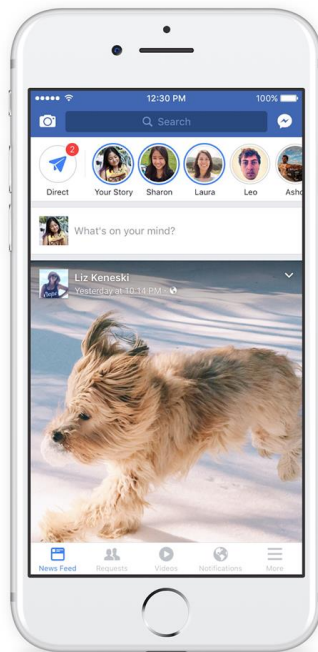 12:30 PM
100%
Search
2
Direct
Your Story
Sharon
Laura
Leo
Asho
What's on your mind?
Liz Keneski
Yesterday at 10:14 PM
News Feed
Requests
Videos
Notifications
More